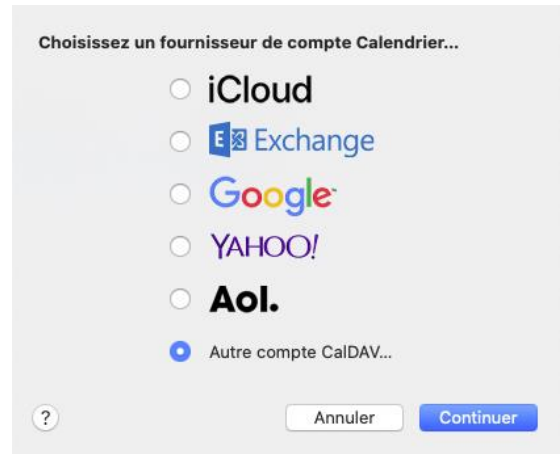 Choisissez un fournisseur de compte Calendrier...
iCloud
E Exchange
Google
YAHOO!
Aol.
Autre compte CalDAV...
? Annuler Continuer